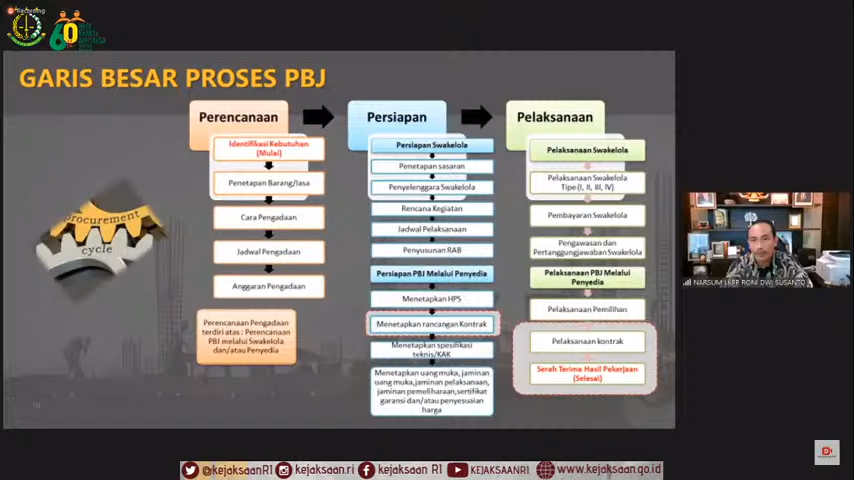 Recording
60
GARIS BESAR PROSES PBJ
Perencanaan
Identifikasi Kebutuhan
(Mulai)
Penetapan Barang/Jasa
Cara Pengadaan
Jadwal Pengadaan
Anggaran Pengadaan
Perencanaan Pengadaan
terdiri atas : Perencanaan
PBJ melalui Swakelola
dan/atau Penyedia
Persiapan
Persiapan Swakelola
Penetapan sasaran
Penyelenggara Swakelola
Rencana Kegiatan
Jadwal Pelaksanaan
Penyusunan RAB
Persiapan PBJ Melalui Penyedia
Menetapkan HPS
Menetapkan rancangan Kontrak
Menetapkan spesifikasi
teknis/KAK
Menetapkan uang muka, jaminan
uang muka,jaminan pelaksanaan,
jaminan pemeliharaan,sertifikat
garansi dan/atau penyesuaian
harga
Pelaksanaan
Pelaksanaan Swakelola
Pelaksanaan Swakelola
Tipe (I, II, III, IV)
Pembayaran Swakelola
Pengawasan dan
Pertanggungjawaban Swakelola
Pelaksanaan PBJ Melalui
Penyedia
Pelaksanaan Pemilihan
Pelaksanaan kontrak
Serah Terima Hasil Pekerjaan
(Selesai)
procurement
cycle
NARSUM LKPP RONI DWI SUSANTO
@kejaksaanRI
kejaksaan.ri
kejaksaan RI
KEJAKSAANRI
www.kejaksaan.go.id